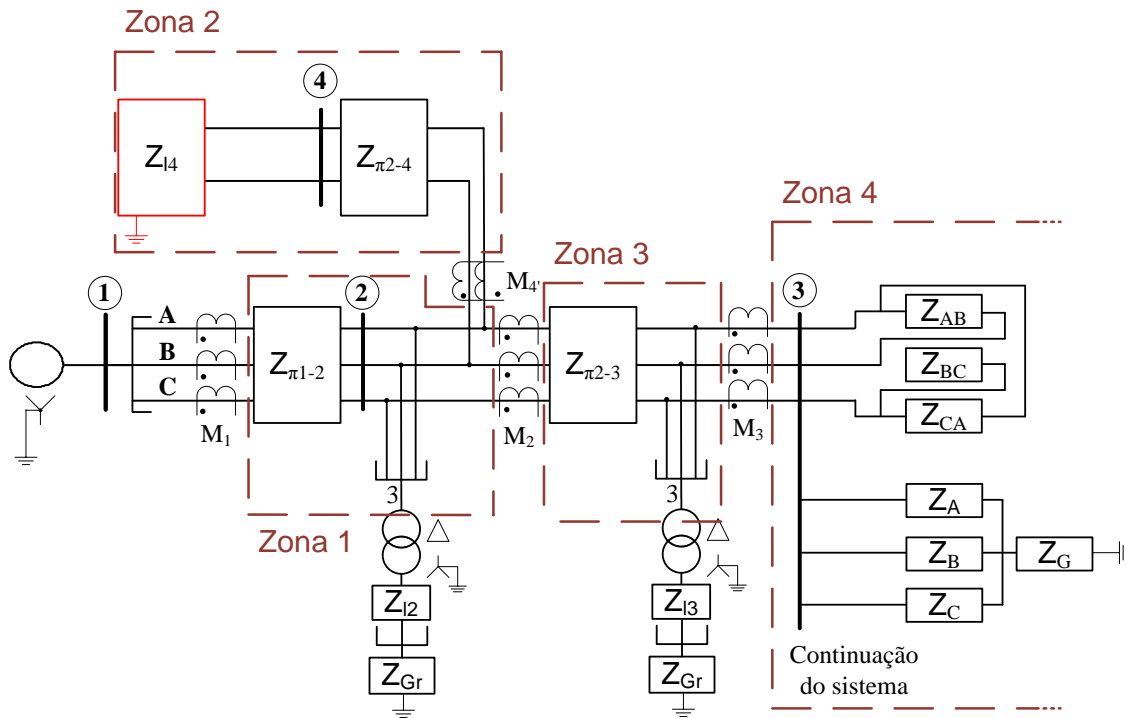 Zona 2
4
Zl4
Zπ2-4
Zona 4
Zona 3
M4'
1
2
3
A
B
C
Zπ1-2
Zπ2-3
M1
M2
M3
ZAB
ZBC
ZCA
3
3
Zona 1
ZA
ZB
ZC
ZG
Zl2
Zl3
ZGr
ZGr
Continuação
do sistema